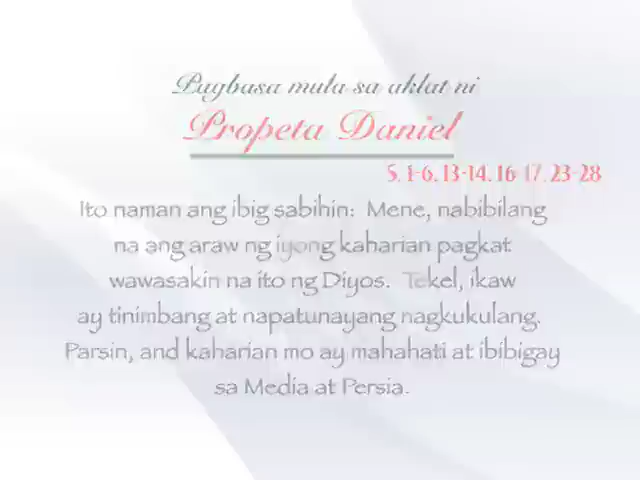 Pagbasa mula sa aklat ni
Propeta Daniel
5, 1-6. 13-14. 16-17. 23-28
Ito naman ang ibig sabihin: Mene, nabibilang
na ang araw ng iyong kaharian pagkat
wawasakin na ito ng Diyos. Tekel, ikaw
ay tinimbang at napatunayang nagkukulang.
Parsin, and kaharian mo ay mahahati at ibibigay
sa Media at Persia.